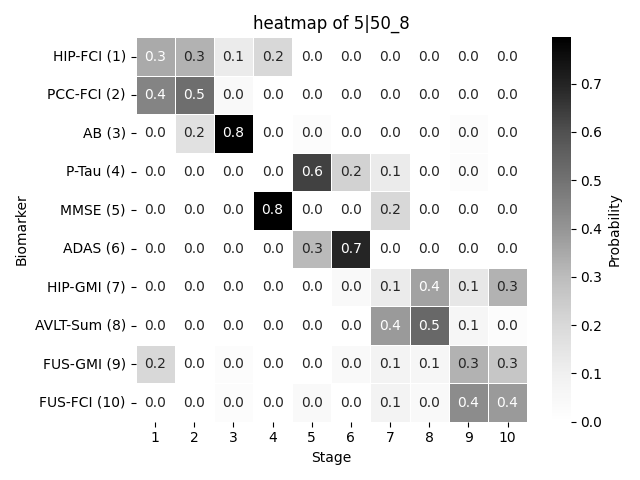 heatmap of 5|50_8
HIP-FCI (1) 0.3 0.3 0.1 0.2 0.0 0.0 0.0 0.0 0.0 0.0
PCC-FCI (2) 0.4 0.5 0.0 0.0 0.0 0.0 0.0 0.0 0.0 0.0
AB (3) 0.0 0.2 0.8 0.0 0.0 0.0 0.0 0.0 0.0 0.0
P-Tau (4) 0.0 0.0 0.0 0.0 0.6 0.2 0.1 0.0 0.0 0.0
MMSE (5) 0.0 0.0 0.0 0.8 0.0 0.0 0.2 0.0 0.0 0.0
ADAS (6) 0.0 0.0 0.0 0.0 0.3 0.7 0.0 0.0 0.0 0.0
HIP-GMI (7) 0.0 0.0 0.0 0.0 0.0 0.0 0.1 0.4 0.1 0.3
AVLT-Sum (8) 0.0 0.0 0.0 0.0 0.0 0.0 0.4 0.5 0.1 0.0
FUS-GMI (9) 0.2 0.0 0.0 0.0 0.0 0.0 0.1 0.1 0.3 0.3
FUS-FCI (10) 0.0 0.0 0.0 0.0 0.0 0.0 0.1 0.0 0.4 0.4
1 2 3 4 5 6 7 8 9 10
Stage
Biomarker
0.7
0.6
0.5
0.4
0.3
0.2
0.1
0.0
Probability